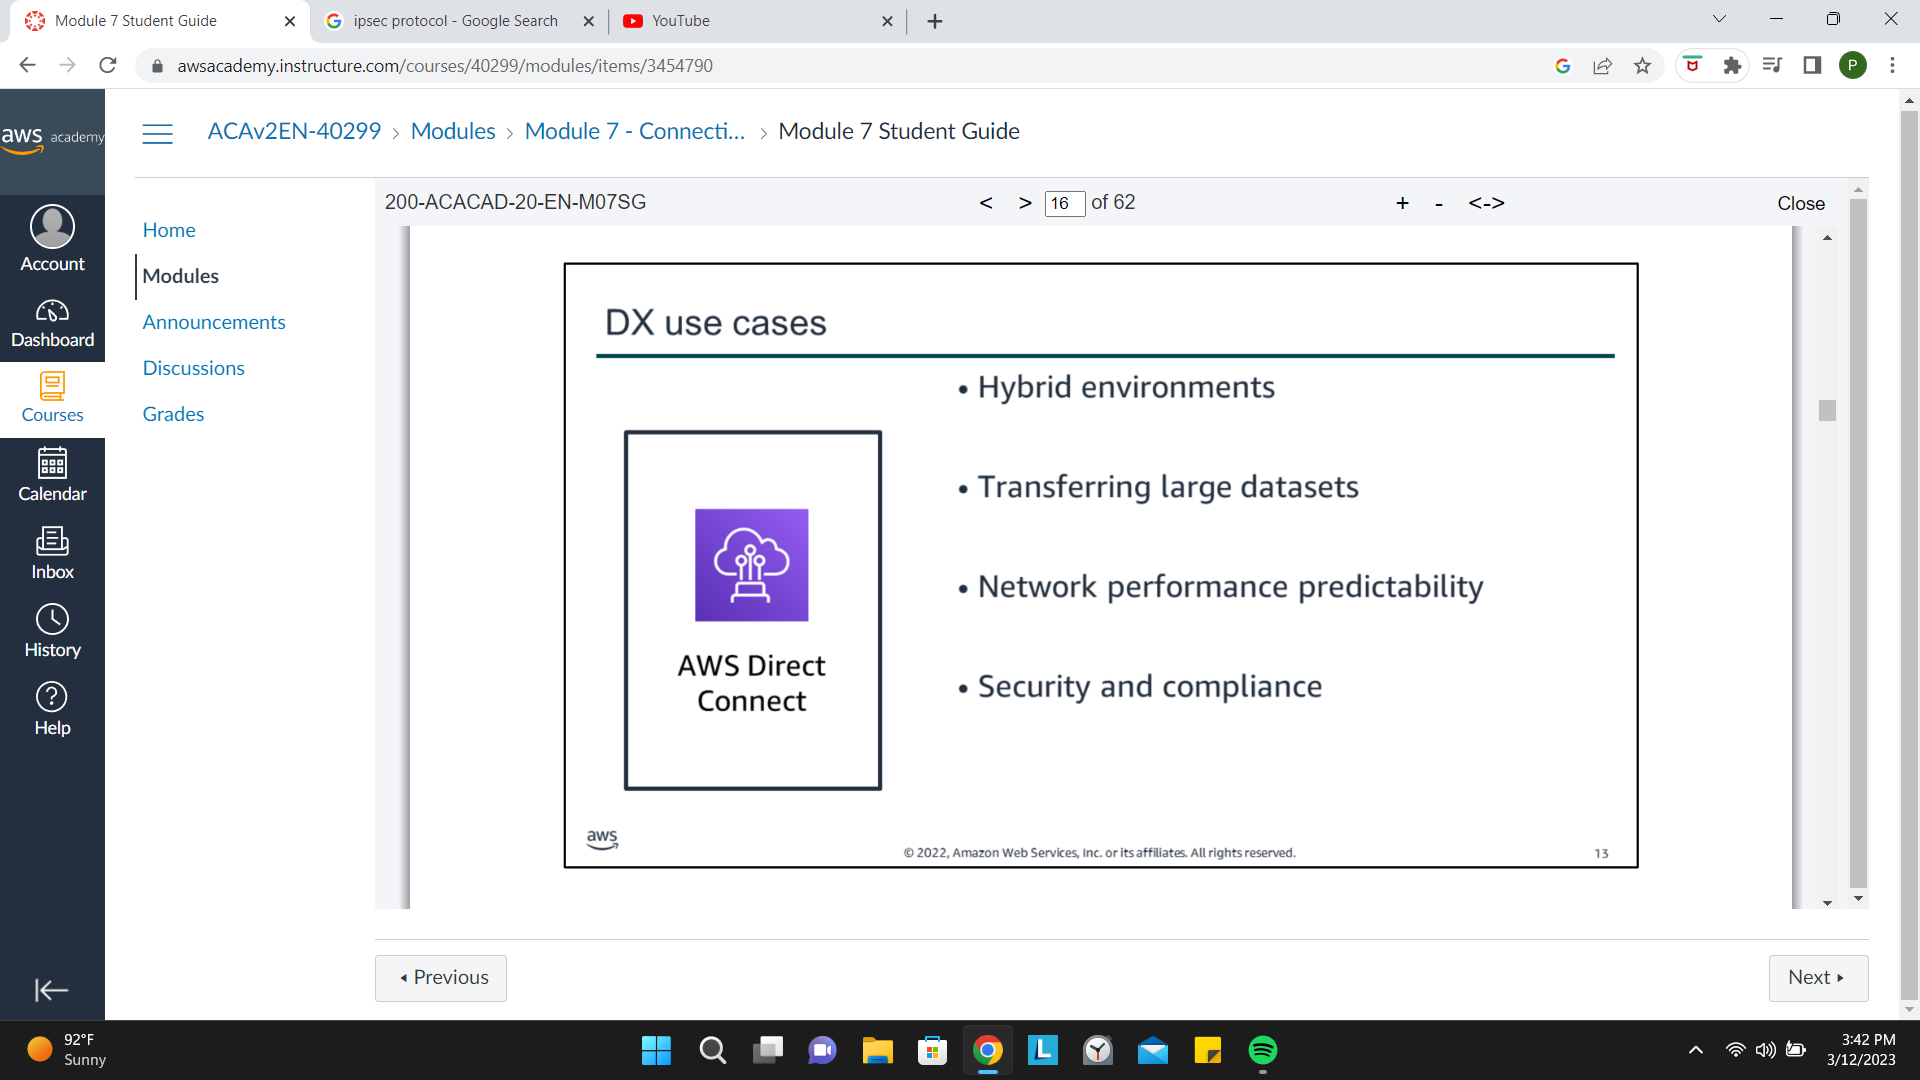 Module 7 Student Guide
ipsec protocol - Google Search
YouTube
awsacademy.instructure.com/courses/40299/modules/items/3454790
P
aws academy
ACAv2EN-40299 > Modules > Module 7 - Connecti... > Module 7 Student Guide
200-ACACAD-20-EN-M07SG
< > 16 of 62
+ - <->
Close
Account
Dashboard
Courses
Calendar
Inbox
History
Help
Home
Modules
Announcements
Discussions
Grades
DX use cases
• Hybrid environments
• Transferring large datasets
• Network performance predictability
• Security and compliance
AWS Direct
Connect
aws
© 2022, Amazon Web Services, Inc. or its affiliates. All rights reserved.
13
Previous
Next
92°F
Sunny
L
3:42 PM
3/12/2023